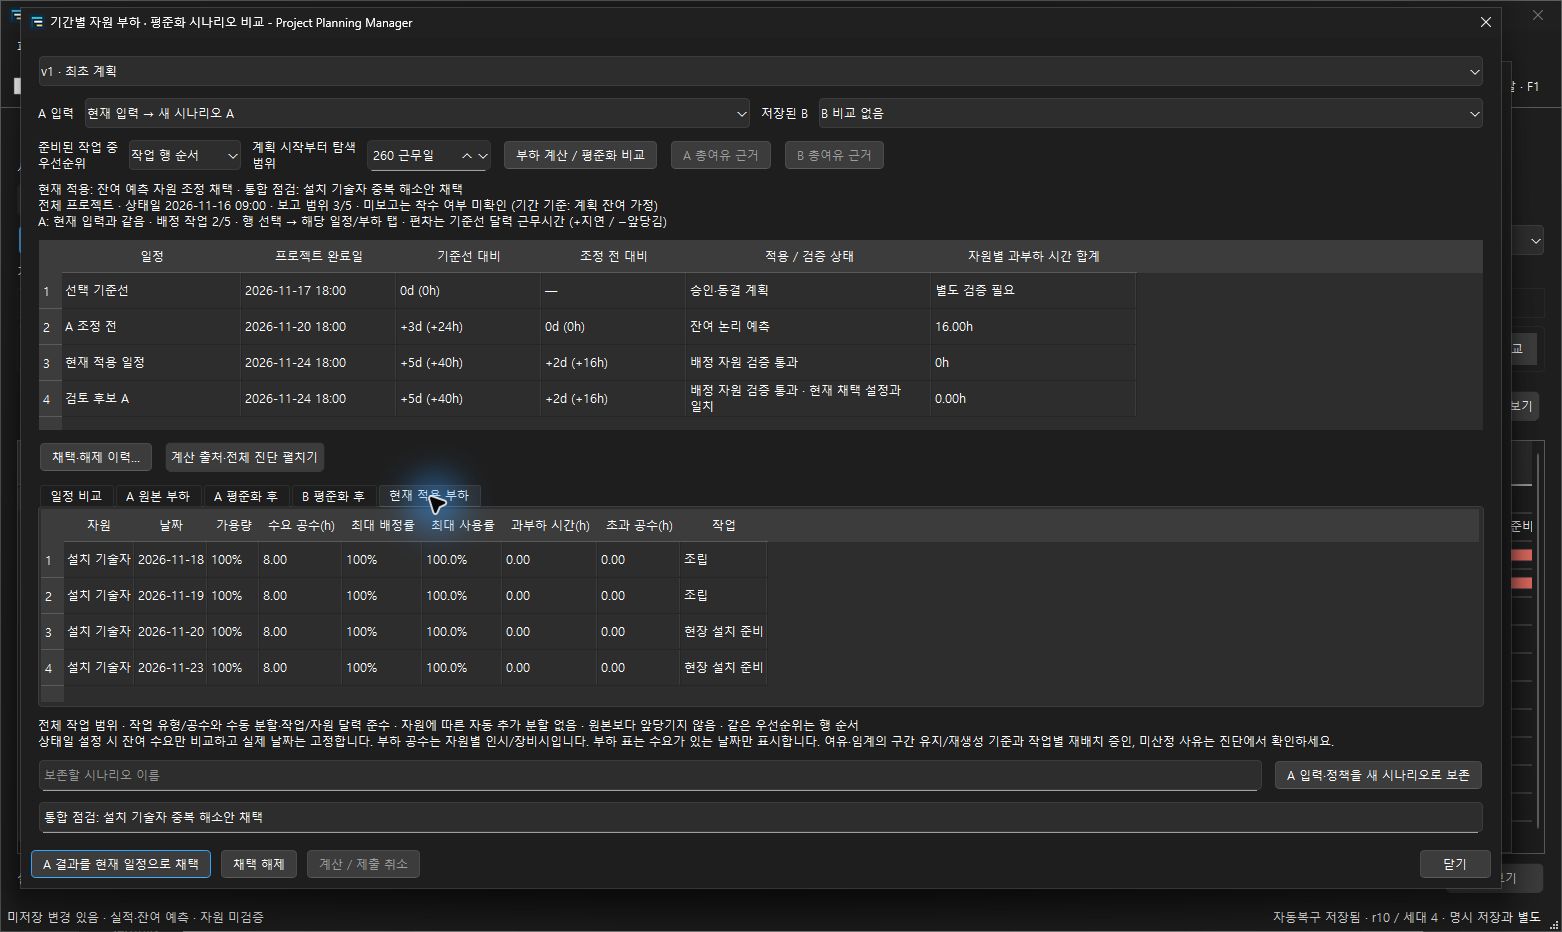 기간별 자원 부하 · 평준화 시나리오 비교 - Project Planning Manager
v1 · 최초 계획
· F1
A 입력 현재 입력 → 새 시나리오 A 저장된 B B 비교 없음
준비된 작업 중 우선순위 작업 행 순서 계획 시작부터 탐색 범위 260 근무일 부하 계산 / 평준화 비교 A 총여유 근거 B 총여유 근거
현재 적용: 잔여 예측 자원 조정 채택 · 통합 점검: 설치 기술자 중복 해소안 채택
전체 프로젝트 · 상태일 2026-11-16 09:00 · 보고 범위 3/5 · 미보고는 착수 여부 미확인 (기간 기준: 계획 잔여 가정)
A: 현재 입력과 같음 · 배정 작업 2/5 · 행 선택 → 해당 일정/부하 탭 · 편차는 기준선 달력 근무시간 (+지연 / −앞당김)
일정 프로젝트 완료일 기준선 대비 조정 전 대비 적용 / 검증 상태 자원별 과부하 시간 합계
1 선택 기준선 2026-11-17 18:00 0d (0h) — 승인·동결 계획 별도 검증 필요
2 A 조정 전 2026-11-20 18:00 +3d (+24h) 0d (0h) 잔여 논리 예측 16.00h
3 현재 적용 일정 2026-11-24 18:00 +5d (+40h) +2d (+16h) 배정 자원 검증 통과 0h
교
4 검토 후보 A 2026-11-24 18:00 +5d (+40h) +2d (+16h) 배정 자원 검증 통과 · 현재 채택 설정과 일치 0.00h
보기
채택·해제 이력... 계산 출처·전체 진단 펼치기
일정 비교 A 원본 부하 A 평준화 후 B 평준화 후 현재 적용 부하
자원 날짜 가용량 수요 공수(h) 최대 배정률 최대 사용률 과부하 시간(h) 초과 공수(h) 작업
준비
1 설치 기술자 2026-11-18 100% 8.00 100% 100.0% 0.00 0.00 조립
2 설치 기술자 2026-11-19 100% 8.00 100% 100.0% 0.00 0.00 조립
3 설치 기술자 2026-11-20 100% 8.00 100% 100.0% 0.00 0.00 현장 설치 준비
4 설치 기술자 2026-11-23 100% 8.00 100% 100.0% 0.00 0.00 현장 설치 준비
전체 작업 범위 · 작업 유형/공수와 수동 분할·작업/자원 달력 준수 · 자원에 따른 자동 추가 분할 없음 · 원본보다 앞당기지 않음 · 같은 우선순위는 행 순서
상태일 설정 시 잔여 수요만 비교하고 실제 날짜는 고정합니다. 부하 공수는 자원별 인시/장비시입니다. 부하 표는 수요가 있는 날짜만 표시합니다. 여유·임계의 구간 유지/재생성 기준과 작업별 재배치 증인, 미산정 사유는 진단에서 확인하세요.
보존할 시나리오 이름 A 입력·정책을 새 시나리오로 보존
통합 점검: 설치 기술자 중복 해소안 채택
A 결과를 현재 일정으로 채택 채택 해제 계산 / 제출 취소 닫기
미저장 변경 있음 · 실적·잔여 예측 · 자원 미검증 자동복구 저장됨 · r10 / 세대 4 · 명시 저장과 별도